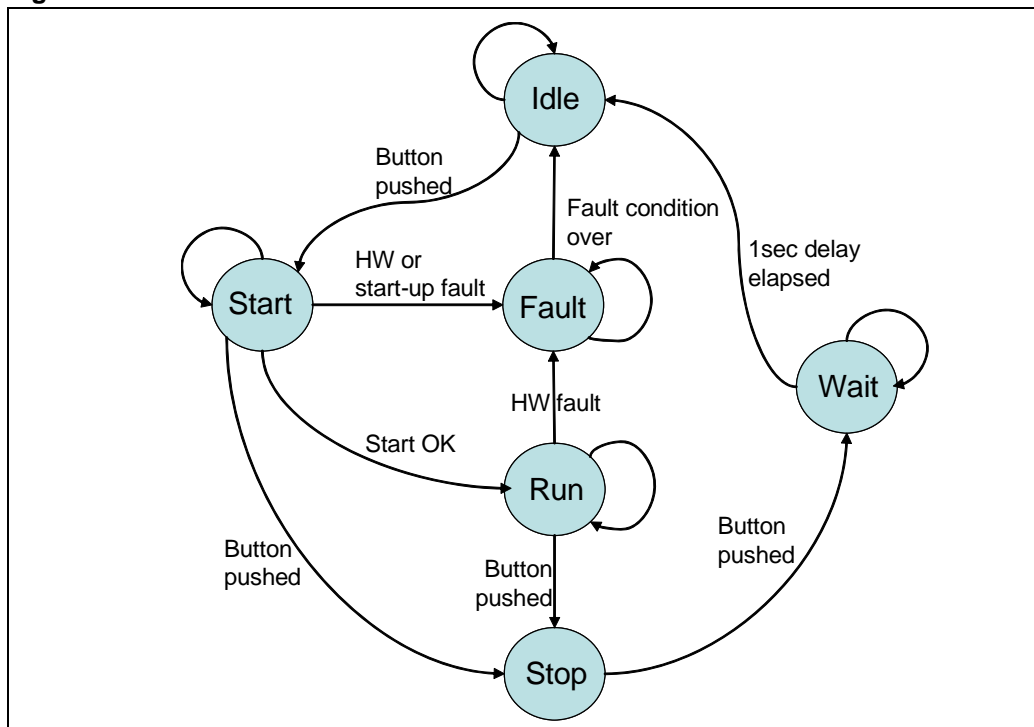 Idle
Button
pushed
Fault condition
over
1sec delay
elapsed
HW or
start-up fault
Start
Fault
Wait
HW fault
Start OK
Run
Button
pushed
Button
pushed
Button
pushed
Stop